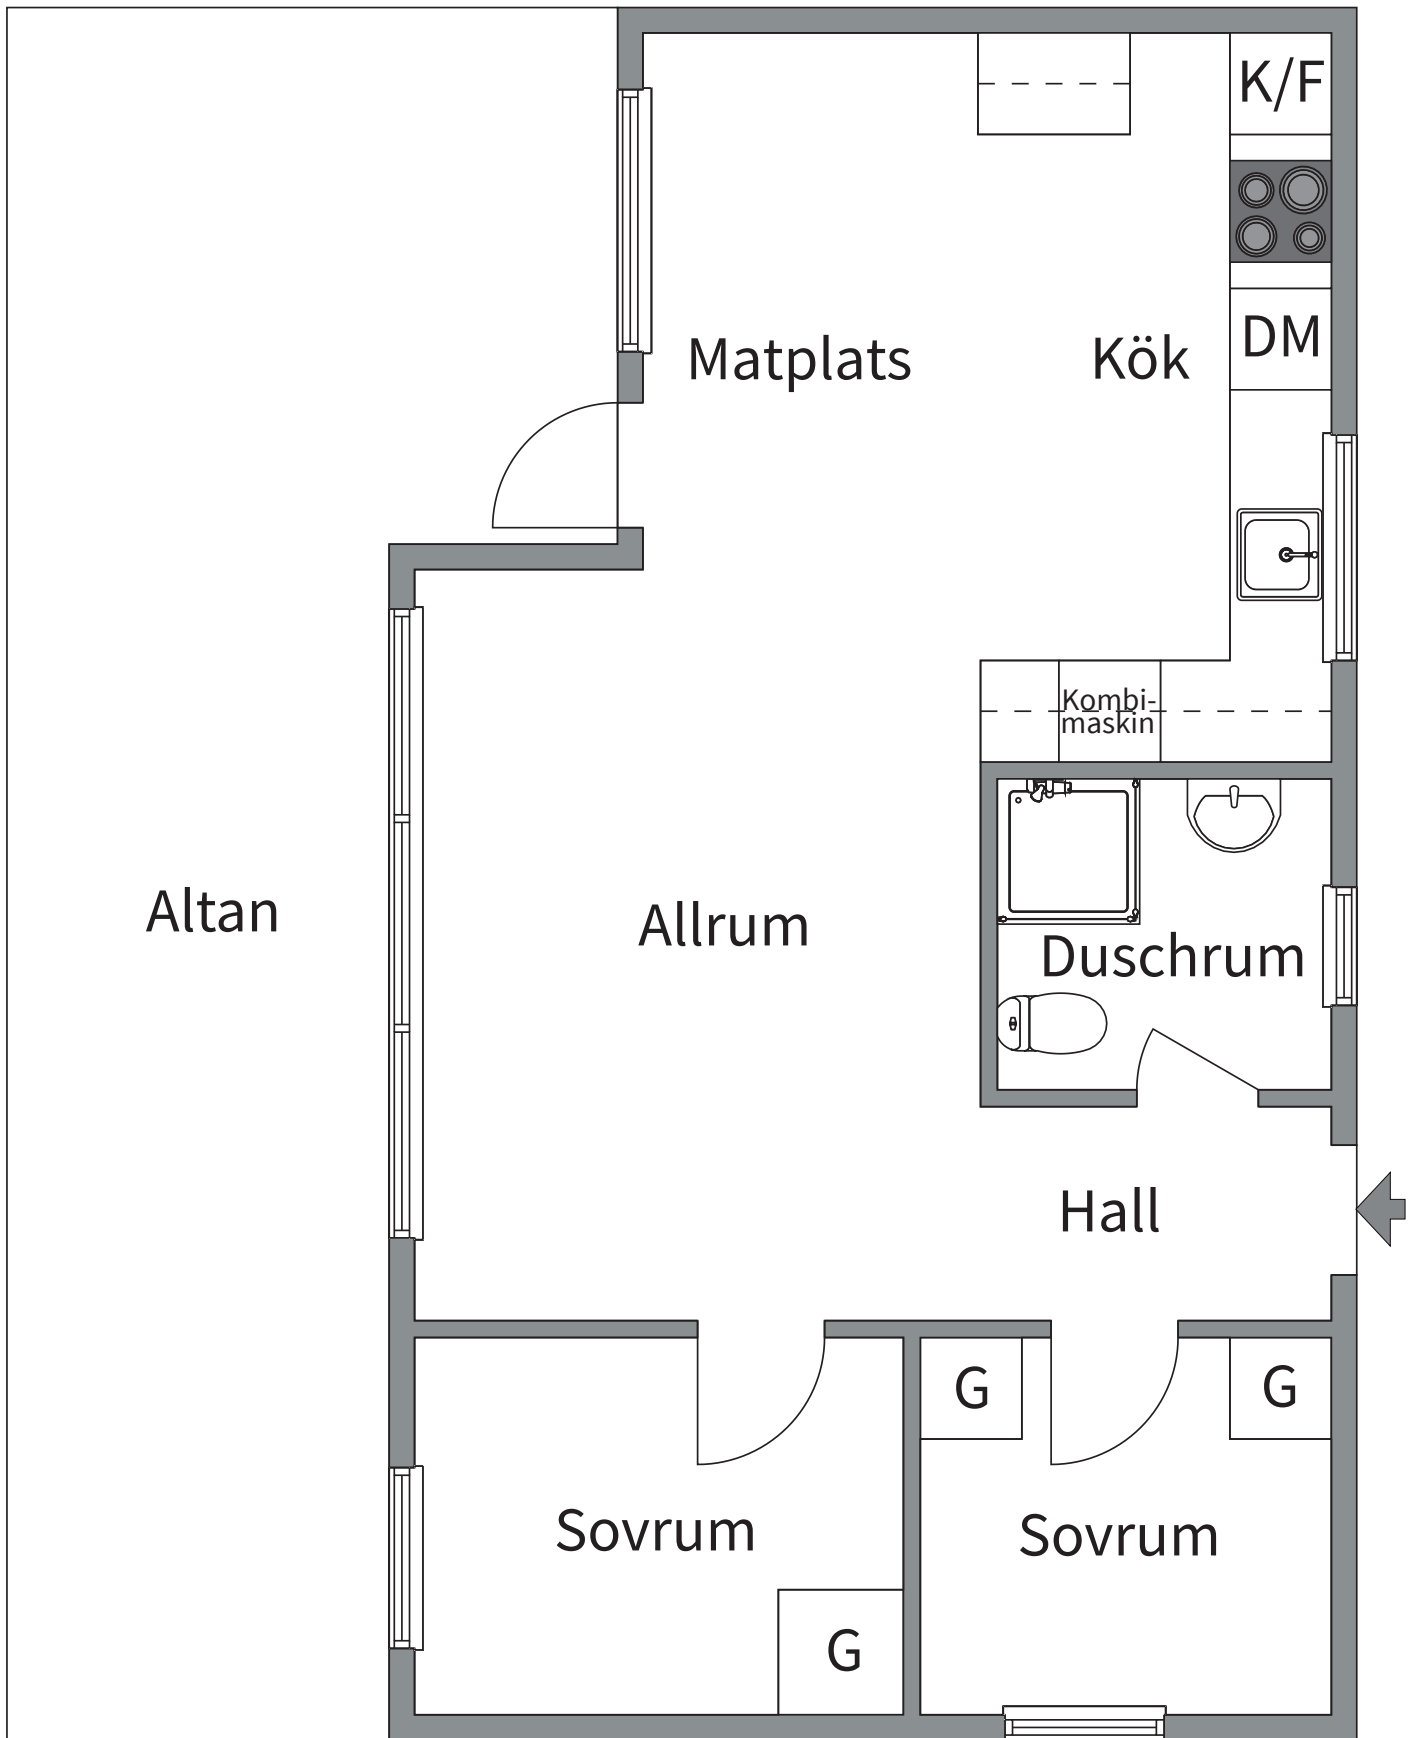 K/F
DM
Matplats
Kök
Kombi-
maskin
Altan
Allrum
Duschrum
Hall
G
G
Sovrum
Sovrum
G